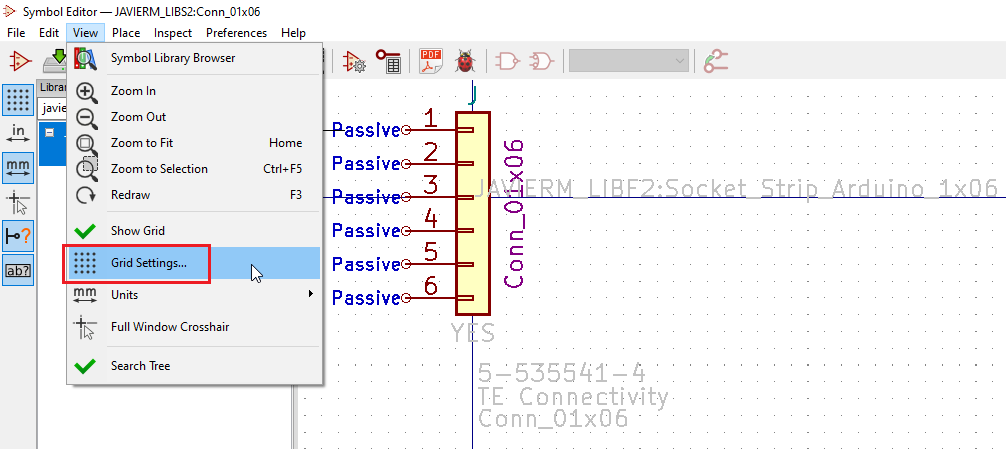 Symbol Editor — JAVIERM_LIBS2:Conn_01x06
File Edit View Place Inspect Preferences Help
Symbol Library Browser
Zoom In
Zoom Out
Zoom to Fit Home
Zoom to Selection Ctrl+F5
Redraw F3
Show Grid
Grid Settings...
mm Units
Full Window Crosshair
Search Tree
PDF
Librar
javie
in
mm
?
ab?
J
Passive 1
Passive 2
Passive 3
Passive 4
Passive 5
Passive 6
Conn_01x06
JAVIERM_LIBF2:Socket_Strip_Arduino_1x06
YES
5-535541-4
TE Connectivity
Conn_01x06